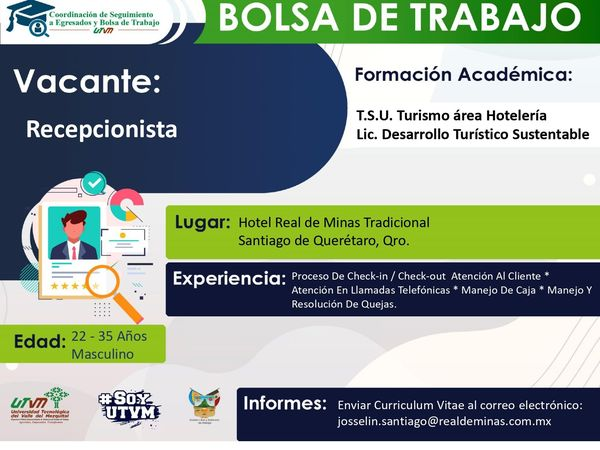 Coordinación de Seguimiento
a Egresados y Bolsa de Trabajo
UTVM
BOLSA DE TRABAJO
Vacante:
Recepcionista
Formación Académica:
T.S.U. Turismo área Hotelería
Lic. Desarrollo Turístico Sustentable
Lugar: Hotel Real de Minas Tradicional
Santiago de Querétaro, Qro.
Experiencia: Proceso De Check-in / Check-out Atención Al Cliente *
Atención En Llamadas Telefónicas * Manejo De Caja * Manejo Y
Resolución De Quejas.
Edad: 22 - 35 Años
Masculino
UTVM
Universidad Tecnológica
del Valle del Mezquital
#SOY
UTVM
Informes: Enviar Curriculum Vitae al correo electrónico:
josselin.santiago@realdeminas.com.mx